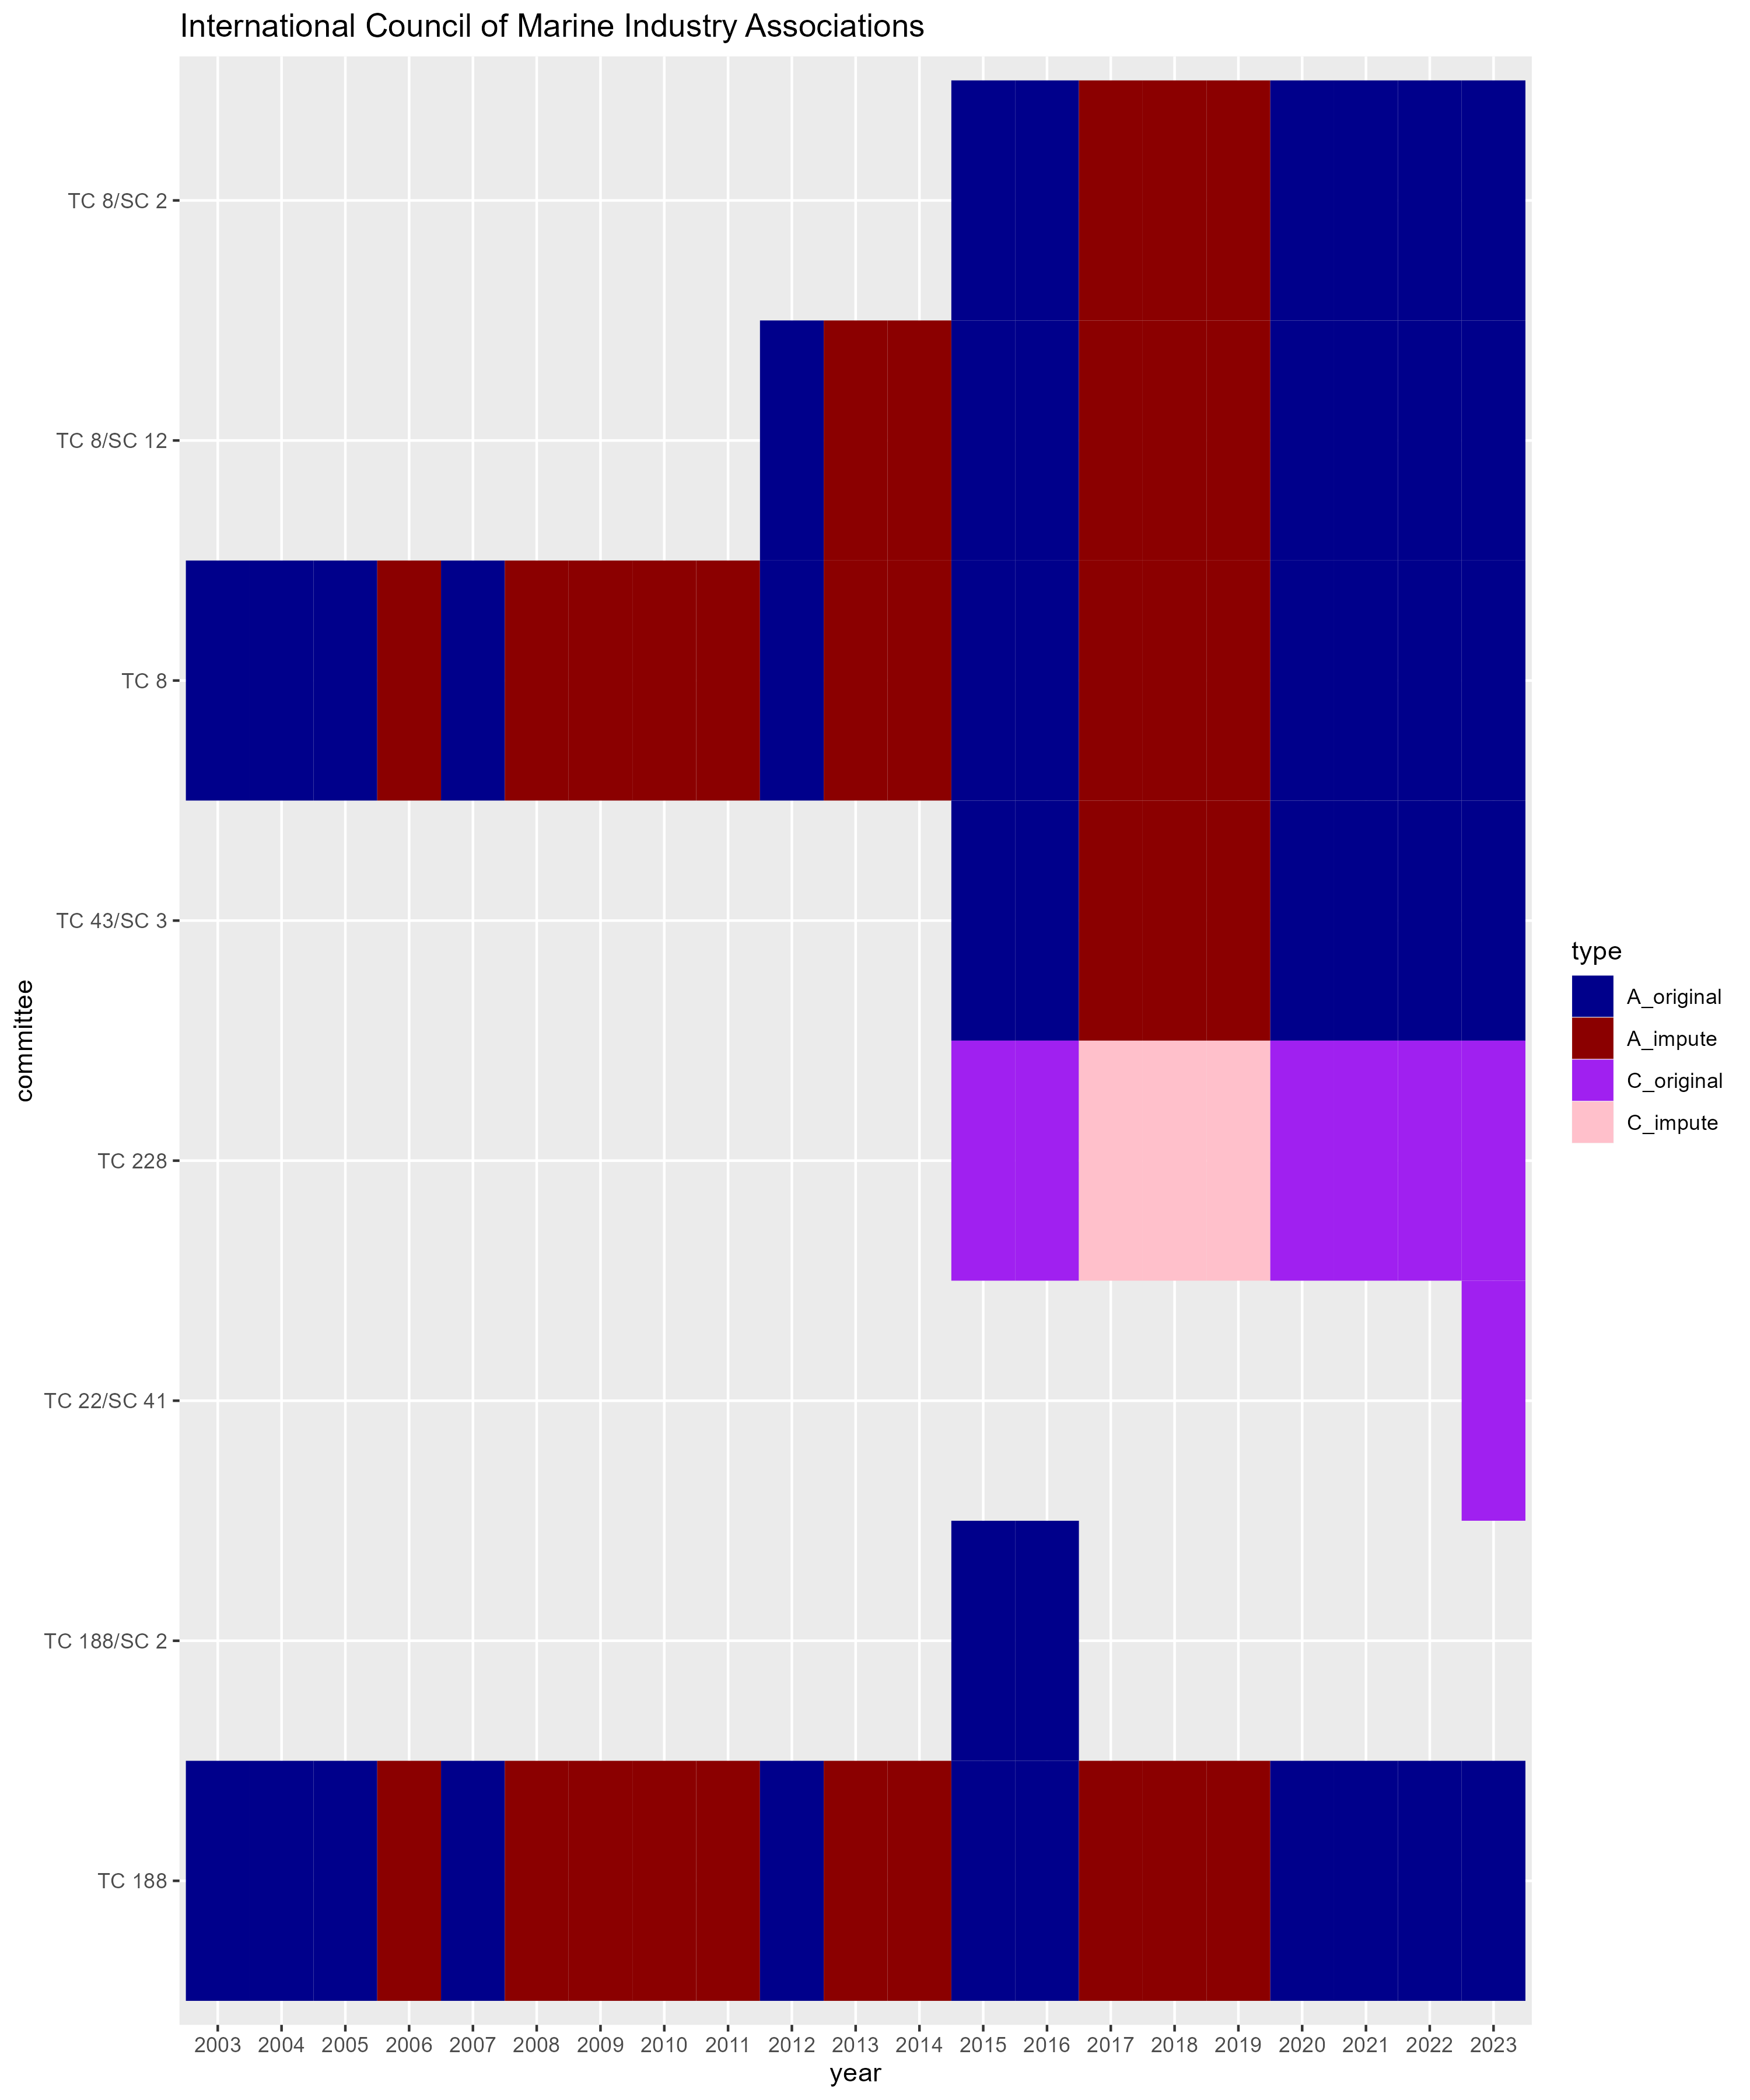 International Council of Marine Industry Associations
TC 8/SC 2
TC 8/SC 12
TC 8
TC 43/SC 3
TC 228
TC 22/SC 41
TC 188/SC 2
TC 188
committee
2003 2004 2005 2006 2007 2008 2009 2010 2011 2012 2013 2014 2015 2016 2017 2018 2019 2020 2021 2022 2023
year
type
A_original
A_impute
C_original
C_impute